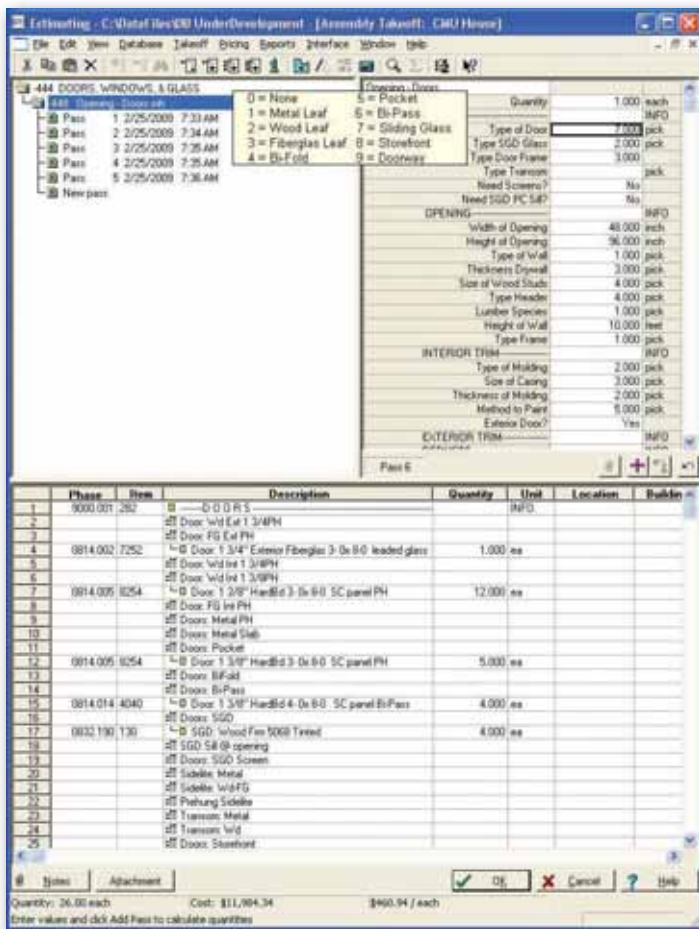 Estimating - C:\DataFiles\DB UnderDevelopment - [Assembly Takeoff: CMU House]
File Edit View Database Takeoff Pricing Reports Interface Window Help
444 DOORS, WINDOWS, & GLASS
448 Opening - Doors
Pass 1 2/25/2009 7:33 AM
Pass 2 2/25/2009 7:34 AM
Pass 3 2/25/2009 7:35 AM
Pass 4 2/25/2009 7:35 AM
Pass 5 2/25/2009 7:36 AM
New pass
0 = None 5 = Pocket
1 = Metal Leaf 6 = Bi-Pass
2 = Wood Leaf 7 = Sliding Glass
3 = Fiberglas Leaf 8 = Storefront
4 = Bi-Fold 9 = Doorway
Opening - Doors
Quantity 1.000 each
INFO
Type of Door 7.000 pick
Type SGD Glass 2.000 pick
Type Door Frame 3.000
Type Transom pick
Need Screens? No
Need SGD PC Sill? No
OPENING INFO
Width of Opening 48.000 inch
Height of Opening 96.000 inch
Type of Wall 1.000 pick
Thickness Drywall 3.000 pick
Size of Wood Studs 4.000 pick
Type Header 4.000 pick
Lumber Species 1.000 pick
Height of Wall 10.000 feet
Type Frame 1.000 pick
INTERIOR TRIM INFO
Type of Molding 2.000 pick
Size of Casing 3.000 pick
Thickness of Molding 2.000 pick
Method to Paint 5.000 pick
Exterior Door? Yes
EXTERIOR TRIM INFO
Pass 6
Phase Item Description Quantity Unit Location Buildin
1 9000.001 282 -----D O O R S----- INFO
2 Door: Wd Ext 1 3/4PH
3 Door: FG Ext PH
4 0814.002 7252 Door: 1 3/4" Exterior Fiberglas 3-0x 8-0 leaded glass 1.000 ea
5 Door: Wd Int 1 3/4PH
6 Door: Wd Int 1 3/8PH
7 0814.005 8254 Door: 1 3/8" HardBd 3-0x 8-0 SC panel PH 12.000 ea
8 Door: FG Int PH
9 Doors: Metal PH
10 Doors: Metal Slab
11 Doors: Pocket
12 0814.005 8254 Door: 1 3/8" HardBd 3-0x 8-0 SC panel PH 5.000 ea
13 Doors: BiFold
14 Doors: Bi-Pass
15 0814.014 4040 Door: 1 3/8" HardBd 4-0x 8-0 SC panel Bi-Pass 4.000 ea
16 Doors: SGD
17 0832.190 130 SGD: Wood Fim 5068 Tinted 4.000 ea
18 SGD Sill @ opening
19 Doors: SGD Screen
20 Sidelite: Metal
21 Sidelite: Wd-FG
22 Prehung Sidelite
23 Transom: Metal
24 Transom: Wd
25 Doors: Storefront
Notes Attachment OK Cancel Help
Quantity: 26.00 each Cost: $11,984.34 $460.94 / each
Enter values and click Add Pass to calculate quantities